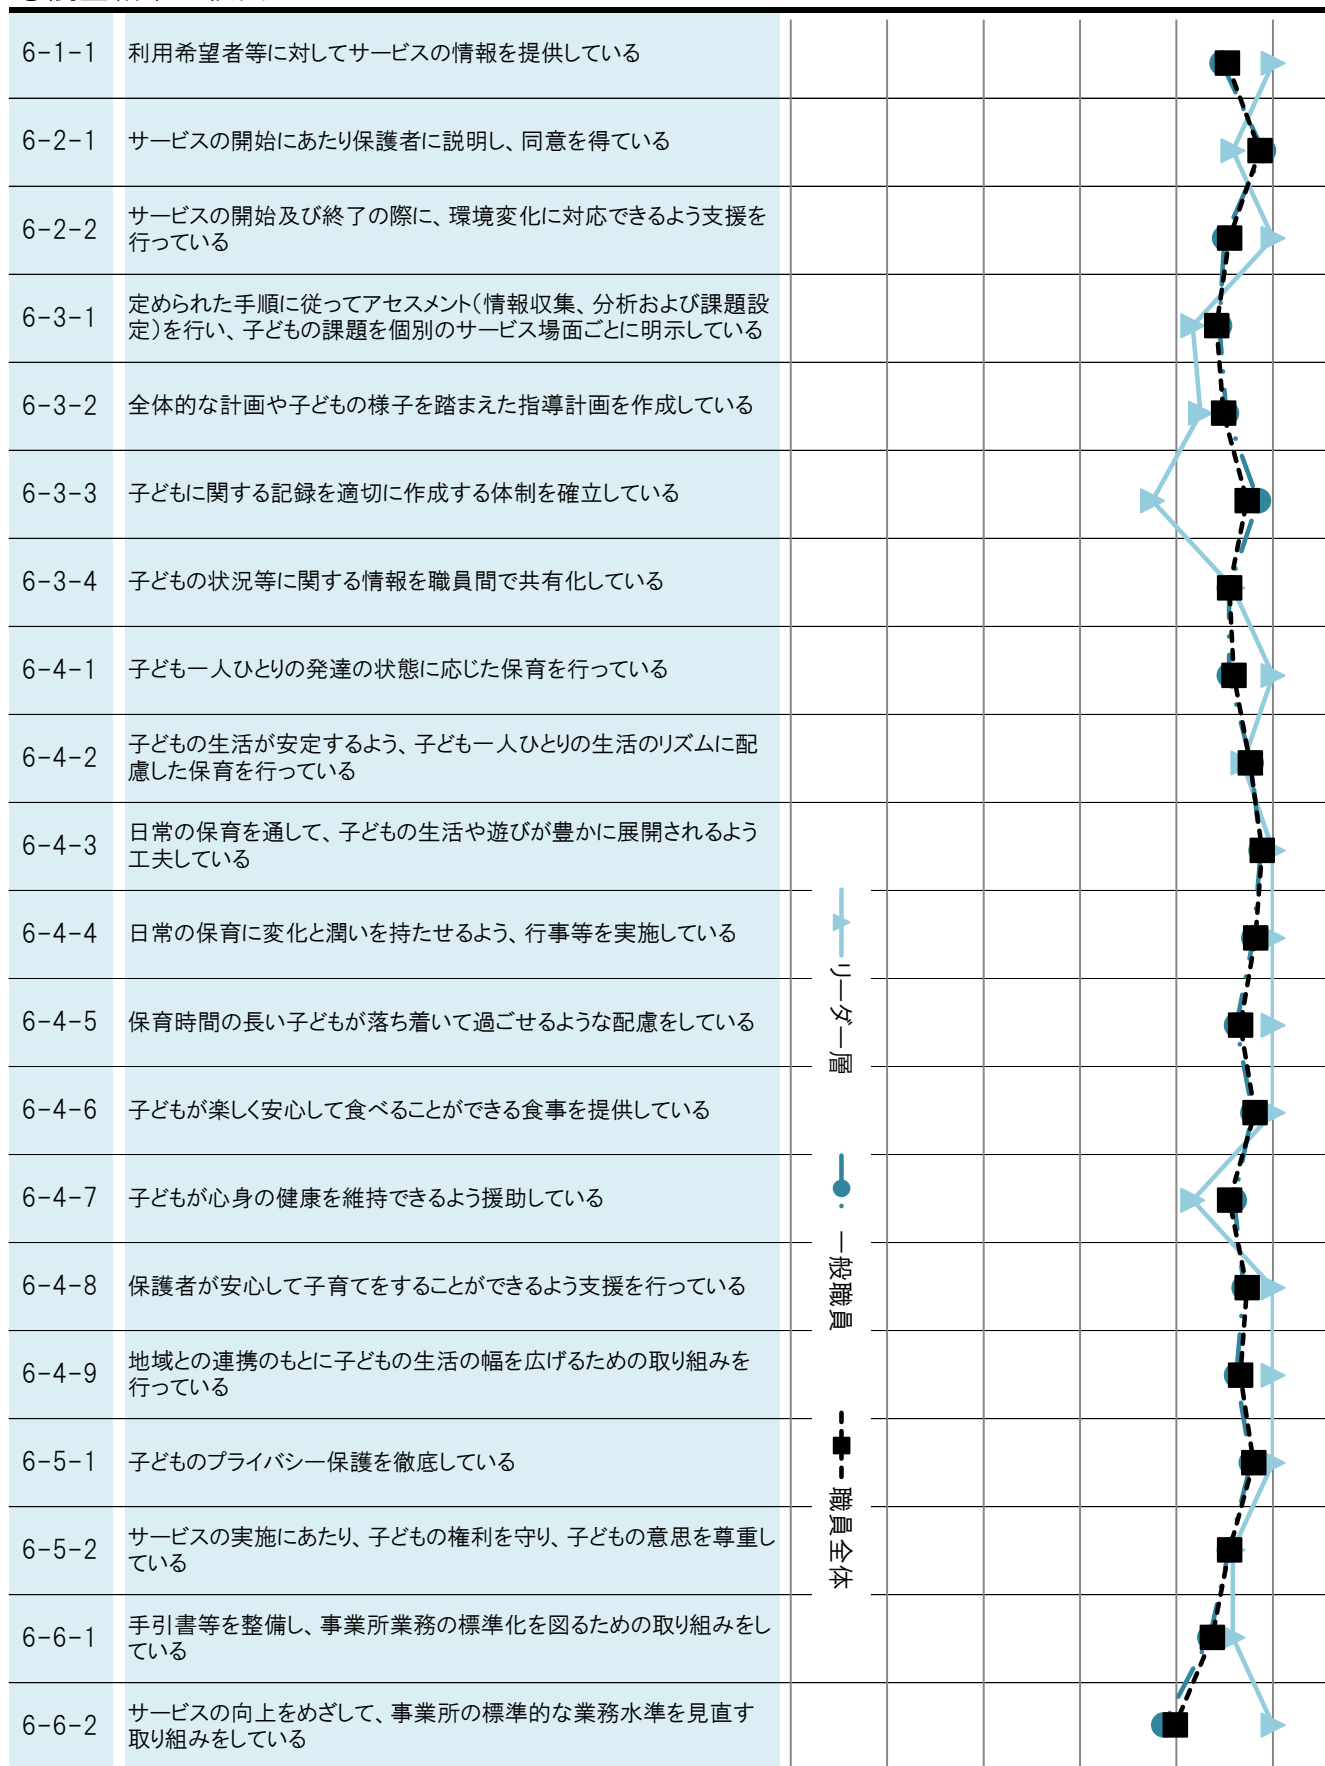 6-1-1 利用希望者等に対してサービスの情報を提供している
6-2-1 サービスの開始にあたり保護者に説明し、同意を得ている
6-2-2 サービスの開始及び終了の際に、環境変化に対応できるよう支援を
行っている
6-3-1 定められた手順に従ってアセスメント(情報収集、分析および課題設
定)を行い、子どもの課題を個別のサービス場面ごとに明示している
6-3-2 全体的な計画や子どもの様子を踏まえた指導計画を作成している
6-3-3 子どもに関する記録を適切に作成する体制を確立している
6-3-4 子どもの状況等に関する情報を職員間で共有化している
6-4-1 子ども一人ひとりの発達の状態に応じた保育を行っている
6-4-2 子どもの生活が安定するよう、子ども一人ひとりの生活のリズムに配
慮した保育を行っている
6-4-3 日常の保育を通して、子どもの生活や遊びが豊かに展開されるよう
工夫している
6-4-4 日常の保育に変化と潤いを持たせるよう、行事等を実施している
6-4-5 保育時間の長い子どもが落ち着いて過ごせるような配慮をしている
6-4-6 子どもが楽しく安心して食べることができる食事を提供している
6-4-7 子どもが心身の健康を維持できるよう援助している
6-4-8 保護者が安心して子育てをすることができるよう支援を行っている
6-4-9 地域との連携のもとに子どもの生活の幅を広げるための取り組みを
行っている
6-5-1 子どものプライバシー保護を徹底している
6-5-2 サービスの実施にあたり、子どもの権利を守り、子どもの意思を尊重し
ている
6-6-1 手引書等を整備し、事業所業務の標準化を図るための取り組みをし
ている
6-6-2 サービスの向上をめざして、事業所の標準的な業務水準を見直す
取り組みをしている
リーダー層
一般職員
職員全体